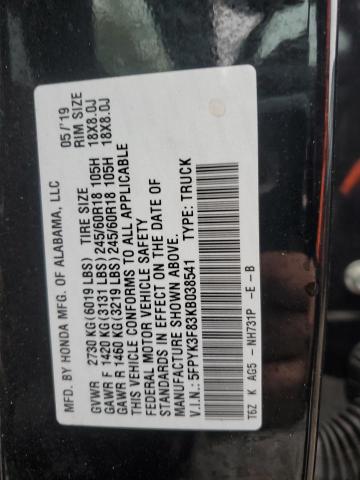 MFD. BY HONDA MFG. OF ALABAMA, LLC 05/'19
TIRE SIZE RIM SIZE
GVWR 2730 KG(6019 LBS)
GAWR F 1420 KG(3131 LBS)245/60R18 105H 18X8.0J
GAWR R 1460 KG(3219 LBS)245/60R18 105H 18X8.0J
THIS VEHICLE CONFORMS TO ALL APPLICABLE
FEDERAL MOTOR VEHICLE SAFETY
STANDARDS IN EFFECT ON THE DATE OF
MANUFACTURE SHOWN ABOVE.
V.I.N.: 5FPYK3F83KB038541 TYPE: TRUCK
T6Z K AG5 - NH731P -E-B